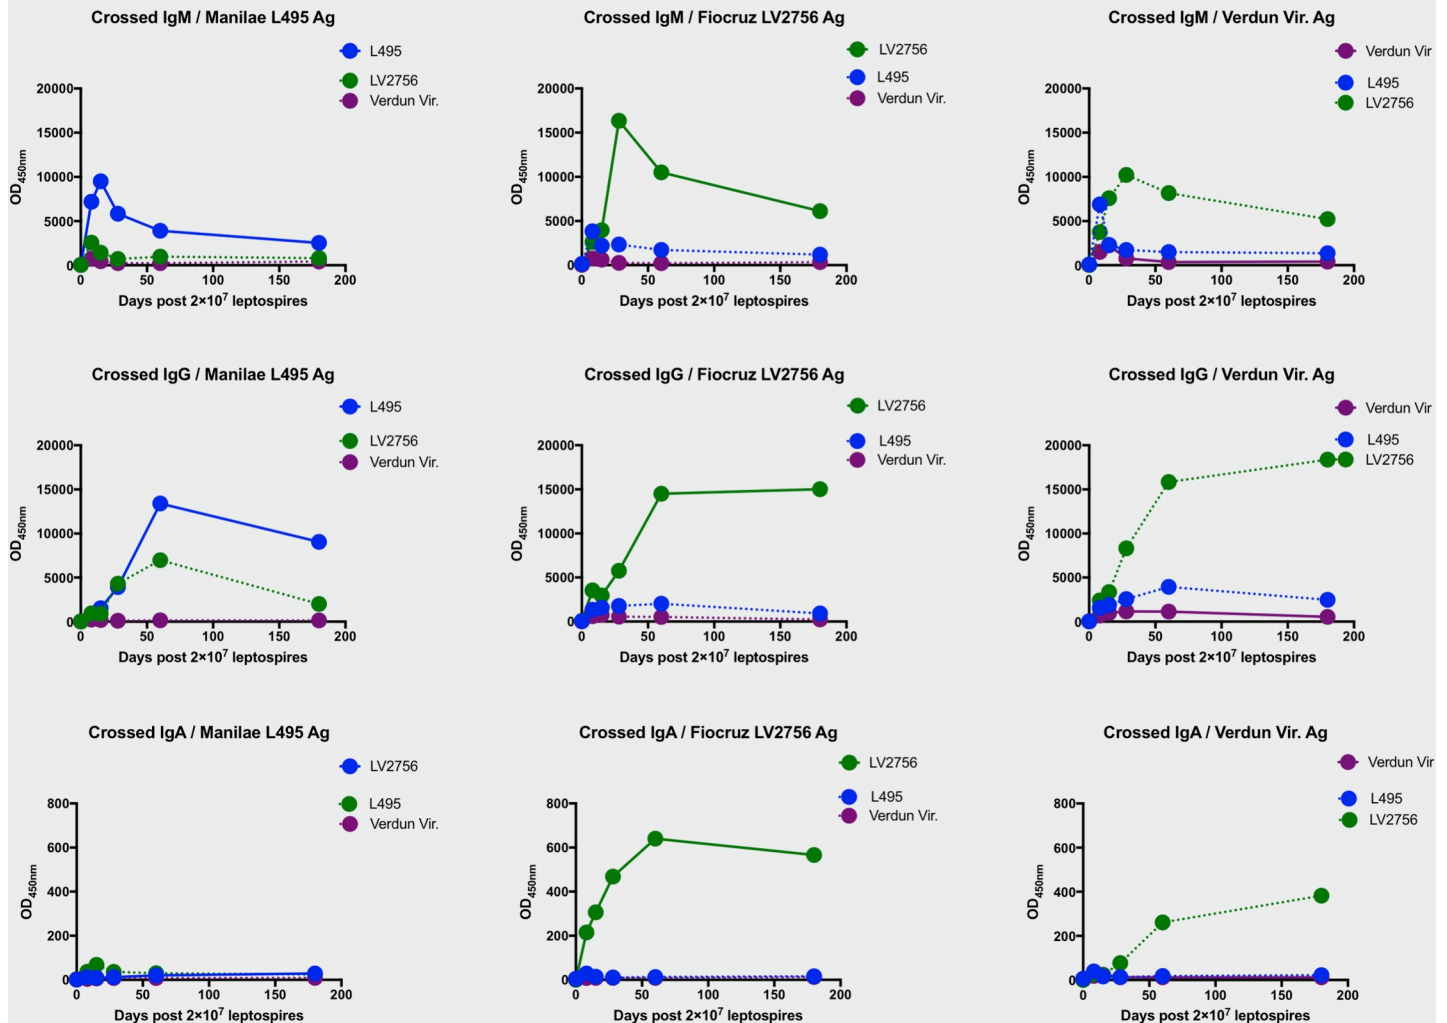 Crossed IgM / Manilae L495 Ag
L495
LV2756
Verdun Vir.
20000
15000
10000
5000
0
OD450nm
0 50 100 150 200
Days post 2×10⁷ leptospires
Crossed IgM / Fiocruz LV2756 Ag
LV2756
L495
Verdun Vir.
20000
15000
10000
5000
0
OD450nm
0 50 100 150 200
Days post 2×10⁷ leptospires
Crossed IgM / Verdun Vir. Ag
Verdun Vir
L495
LV2756
20000
15000
10000
5000
0
OD450nm
0 50 100 150 200
Days post 2×10⁷ leptospires
Crossed IgG / Manilae L495 Ag
L495
LV2756
Verdun Vir.
20000
15000
10000
5000
0
OD450nm
0 50 100 150 200
Days post 2×10⁷ leptospires
Crossed IgG / Fiocruz LV2756 Ag
LV2756
L495
Verdun Vir.
20000
15000
10000
5000
0
OD450nm
0 50 100 150 200
Days post 2×10⁷ leptospires
Crossed IgG / Verdun Vir. Ag
Verdun Vir
L495
LV2756
20000
15000
10000
5000
0
OD450nm
0 50 100 150 200
Days post 2×10⁷ leptospires
Crossed IgA / Manilae L495 Ag
LV2756
L495
Verdun Vir.
800
600
400
200
0
OD450nm
0 50 100 150 200
Days post 2×10⁷ leptospires
Crossed IgA / Fiocruz LV2756 Ag
LV2756
L495
Verdun Vir.
800
600
400
200
0
OD450nm
0 50 100 150 200
Days post 2×10⁷ leptospires
Crossed IgA / Verdun Vir. Ag
Verdun Vir
L495
LV2756
800
600
400
200
0
OD450nm
0 50 100 150 200
Days post 2×10⁷ leptospires